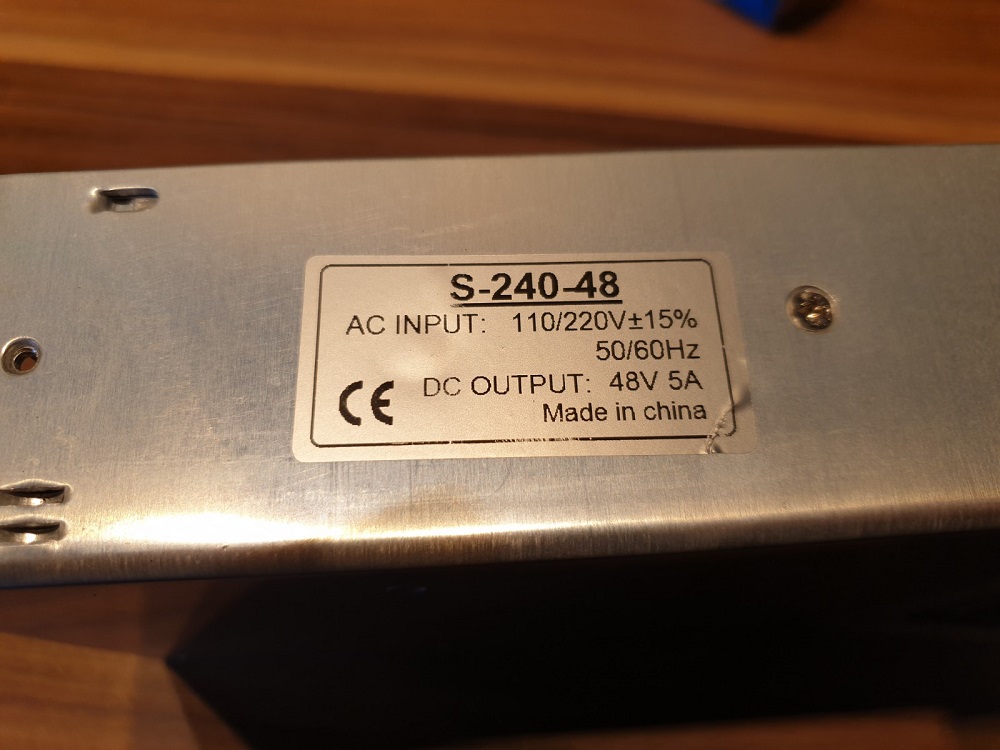 S-240-48
AC INPUT: 110/220V±15%
50/60Hz
CE DC OUTPUT: 48V 5A
Made in china